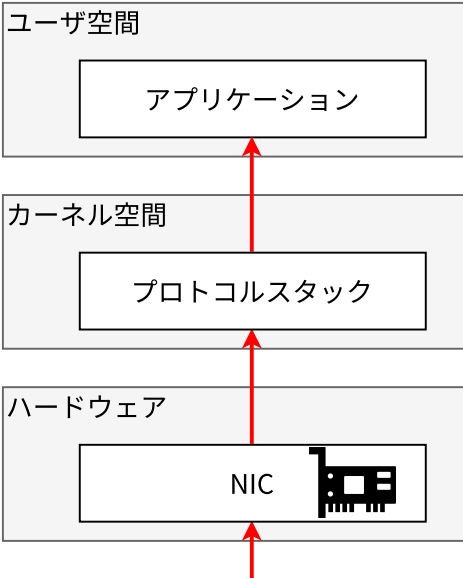 ユーザ空間
アプリケーション
カーネル空間
プロトコルスタック
ハードウェア
NIC